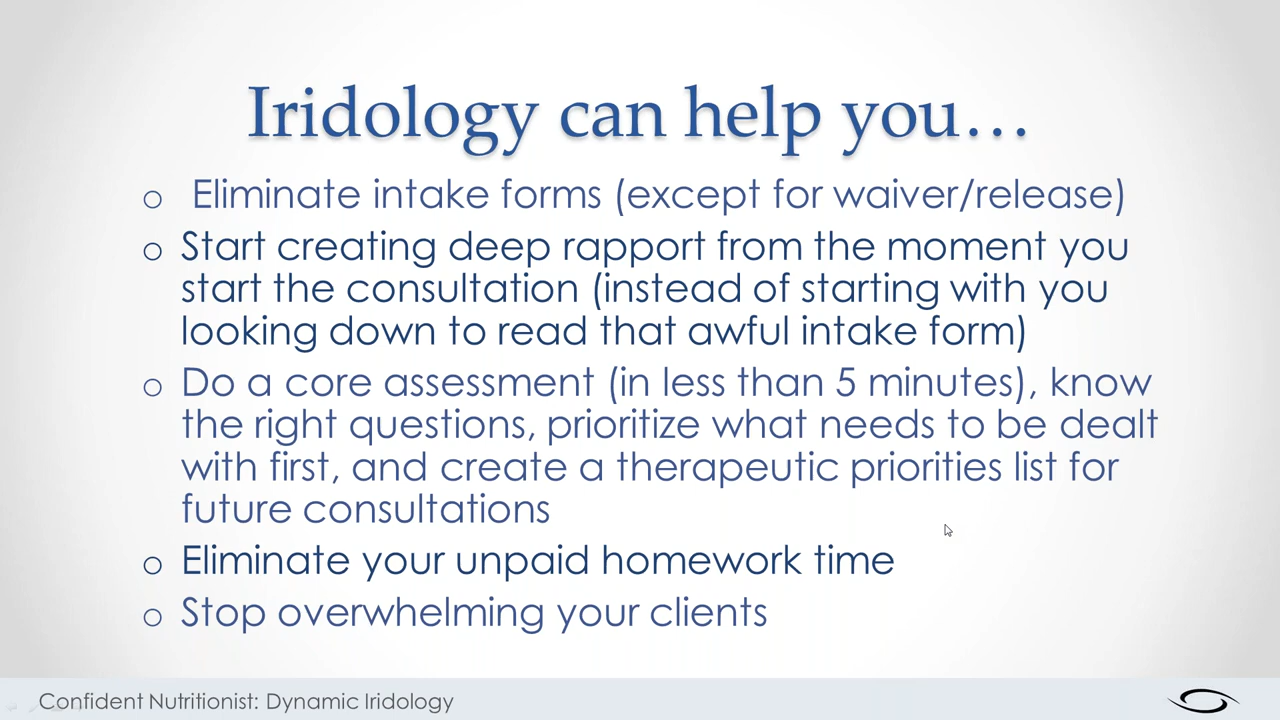 Iridology can help you…
o Eliminate intake forms (except for waiver/release)
o Start creating deep rapport from the moment you
start the consultation (instead of starting with you
looking down to read that awful intake form)
o Do a core assessment (in less than 5 minutes), know
the right questions, prioritize what needs to be dealt
with first, and create a therapeutic priorities list for
future consultations
o Eliminate your unpaid homework time
o Stop overwhelming your clients
Confident Nutritionist: Dynamic Iridology